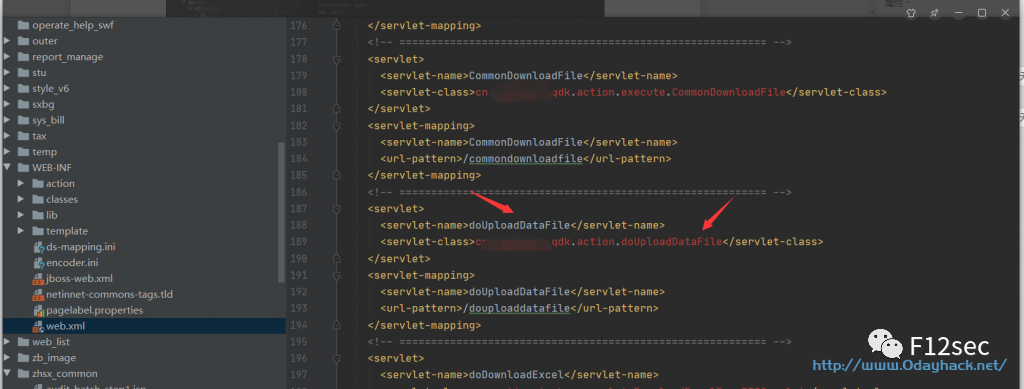 operate_help_swf
outer
report_manage
stu
style_v6
sxbg
sys_bill
tax
temp
WEB-INF
action
classes
lib
template
ds-mapping.ini
encoder.ini
jboss-web.xml
netinnet-commons-tags.tld
pagelabel.properties
web.xml
web_list
zb_image
zhsx_common
176 </servlet-mapping>
177 <!-- ========================================================== -->
178 <servlet>
179 <servlet-name>CommonDownloadFile</servlet-name>
180 <servlet-class>cn. qdk.action.execute.CommonDownloadFile</servlet-class>
181 </servlet>
182 <servlet-mapping>
183 <servlet-name>CommonDownloadFile</servlet-name>
184 <url-pattern>/commondownloadfile</url-pattern>
185 </servlet-mapping>
186 <!-- ========================================================== -->
187 <servlet>
188 <servlet-name>doUploadDataFile</servlet-name>
189 <servlet-class> qdk.action.doUploadDataFile</servlet-class>
190 </servlet>
191 <servlet-mapping>
192 <servlet-name>doUploadDataFile</servlet-name>
193 <url-pattern>/douploaddatafile</url-pattern>
194 </servlet-mapping>
195 <!-- ========================================================== -->
196 <servlet>
197 <servlet-name>doDownloadExcel</servlet-name>
F12sec
http://www.0dayhack.net/